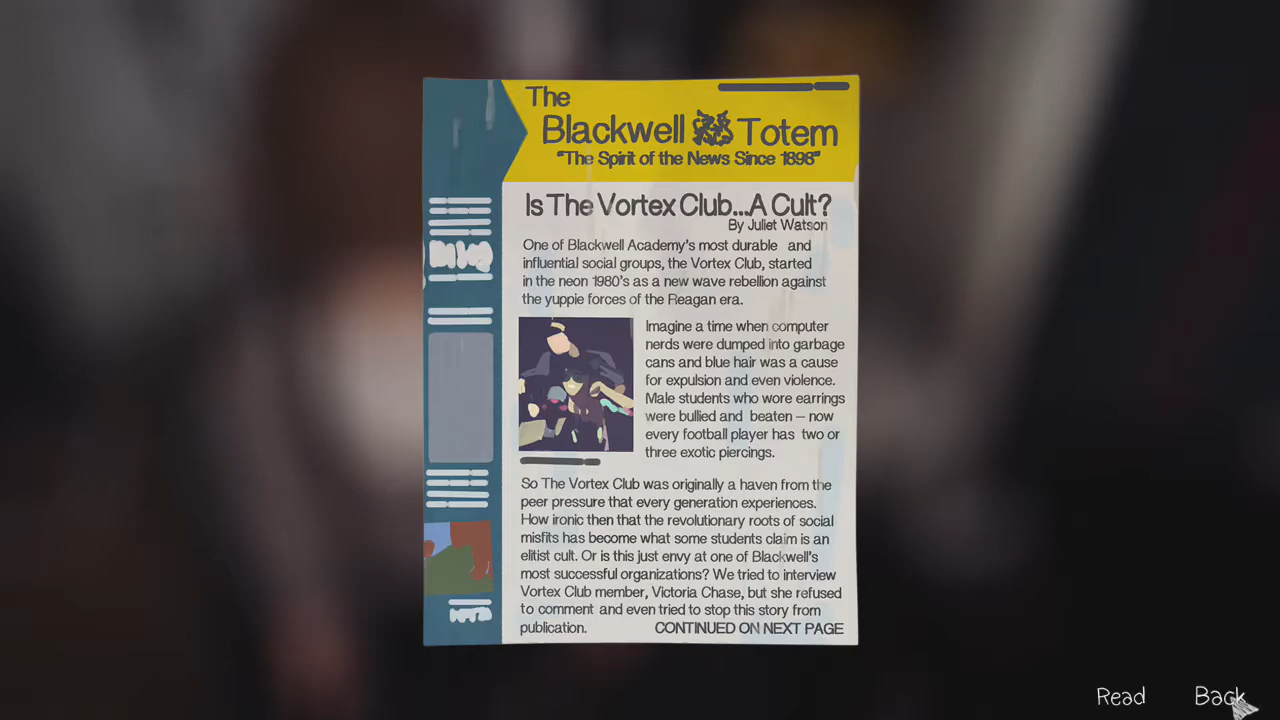 The
Blackwell Totem
"The Spirit of the News Since 1898"
Is The Vortex Club...A Cult?
By Juliet Watson
One of Blackwell Academy's most durable and
influential social groups, the Vortex Club, started
in the neon 1980's as a new wave rebellion against
the yuppie forces of the Reagan era.
Imagine a time when computer
nerds were dumped into garbage
cans and blue hair was a cause
for expulsion and even violence.
Male students who wore earrings
were bullied and beaten – now
every football player has two or
three exotic piercings.
So The Vortex Club was originally a haven from the
peer pressure that every generation experiences.
How ironic then that the revolutionary roots of social
misfits has become what some students claim is an
elitist cult. Or is this just envy at one of Blackwell's
most successful organizations? We tried to interview
Vortex Club member, Victoria Chase, but she refused
to comment and even tried to stop this story from
publication. CONTINUED ON NEXT PAGE
Read Back